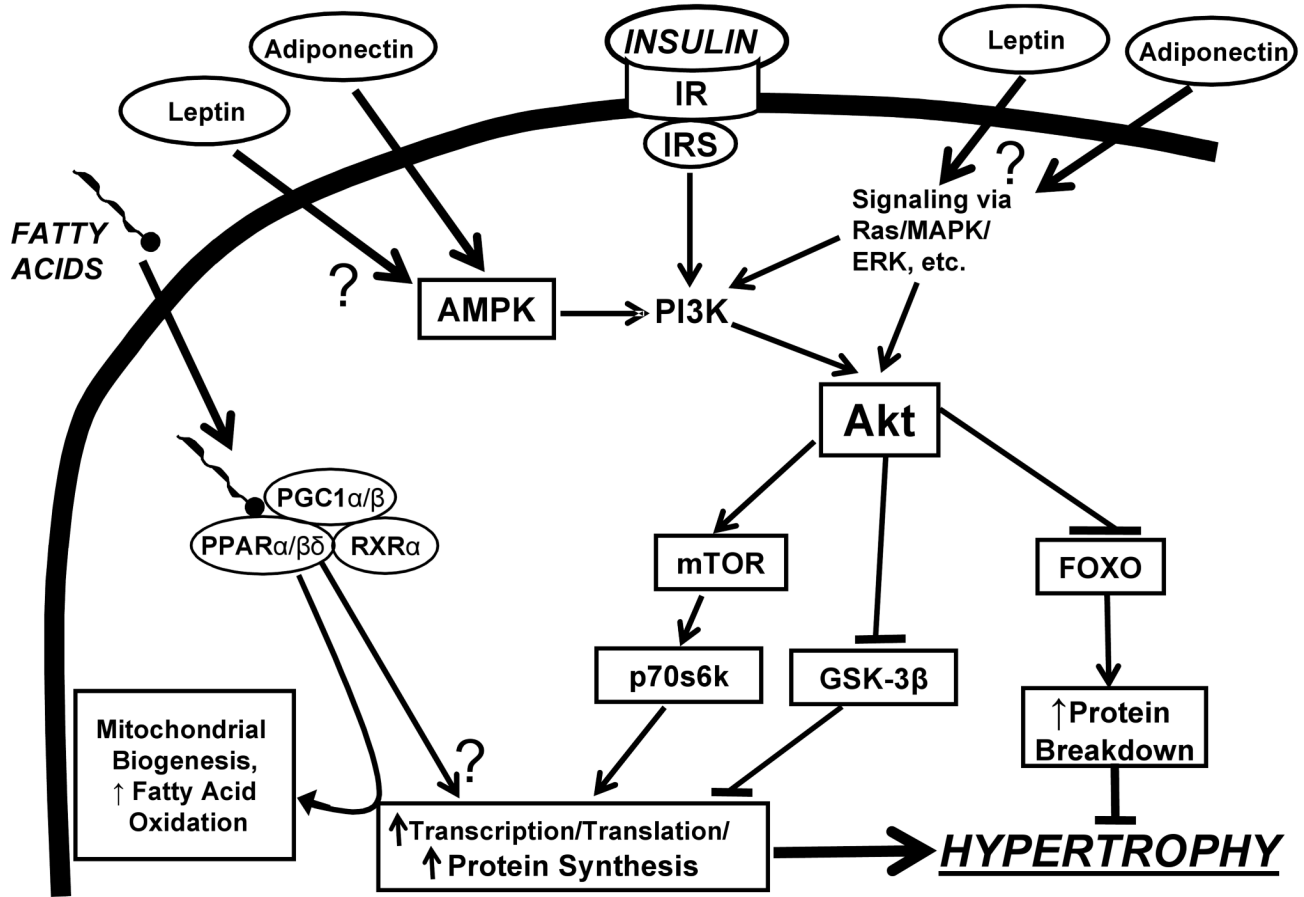 Adiponectin
Leptin
INSULIN
IR
IRS
Leptin
Adiponectin
?
Signaling via
Ras/MAPK/
ERK, etc.
FATTY
ACIDS
?
AMPK
PI3K
Akt
PGC1α/β
PPARα/βδ
RXRα
mTOR
FOXO
p70s6k
GSK-3β
↑Protein
Breakdown
Mitochondrial
Biogenesis,
↑ Fatty Acid
Oxidation
?
↑Transcription/Translation/
↑ Protein Synthesis
HYPERTROPHY